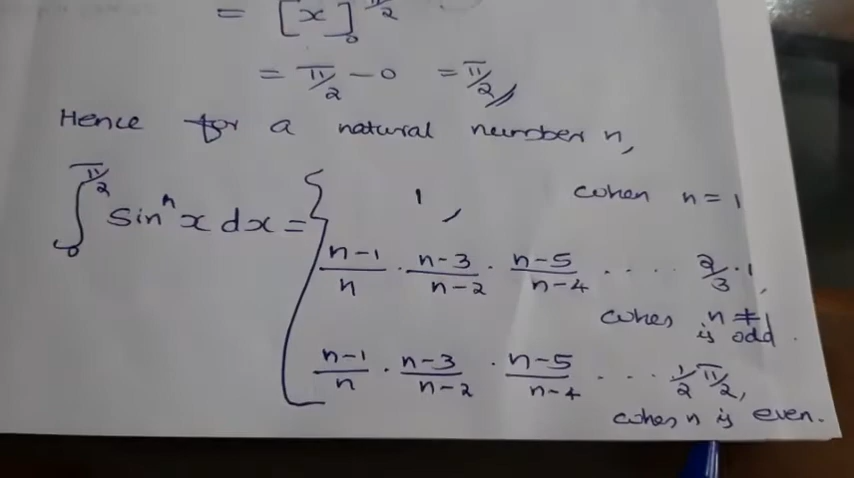 = [x]₀^π/2
= π/2 - 0 = π/2 //
Hence for a natural number n,
∫₀^π/2 sinⁿx dx = { 1, when n = 1
n-1/n · n-3/n-2 · n-5/n-4 · · · · 2/3 · 1,
when n ≠ 1
is odd.
n-1/n · n-3/n-2 · n-5/n-4 · · · 1/2 π/2,
when n is even.